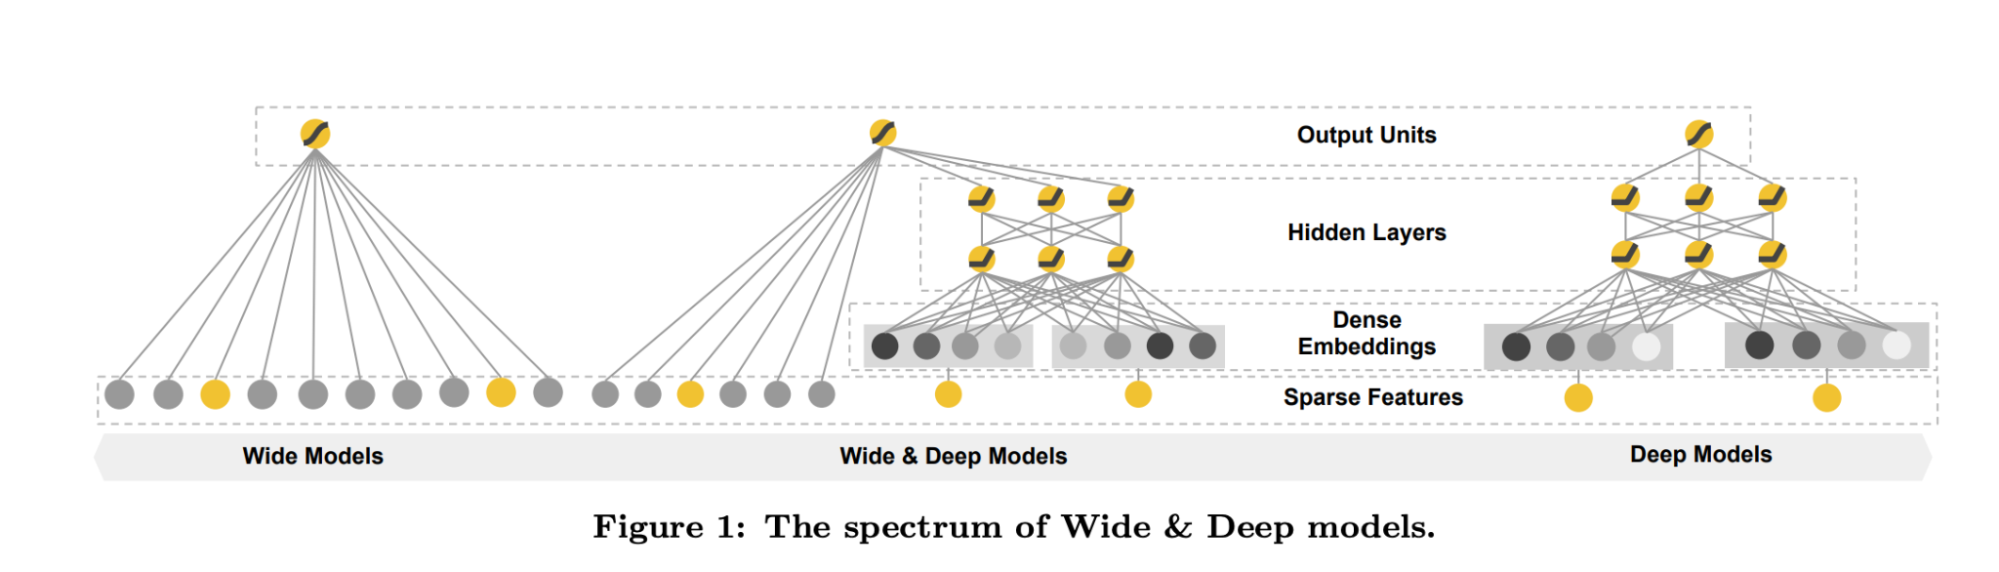 Output Units
Hidden Layers
Dense
Embeddings
Sparse Features
Wide Models
Wide & Deep Models
Deep Models
Figure 1: The spectrum of Wide & Deep models.